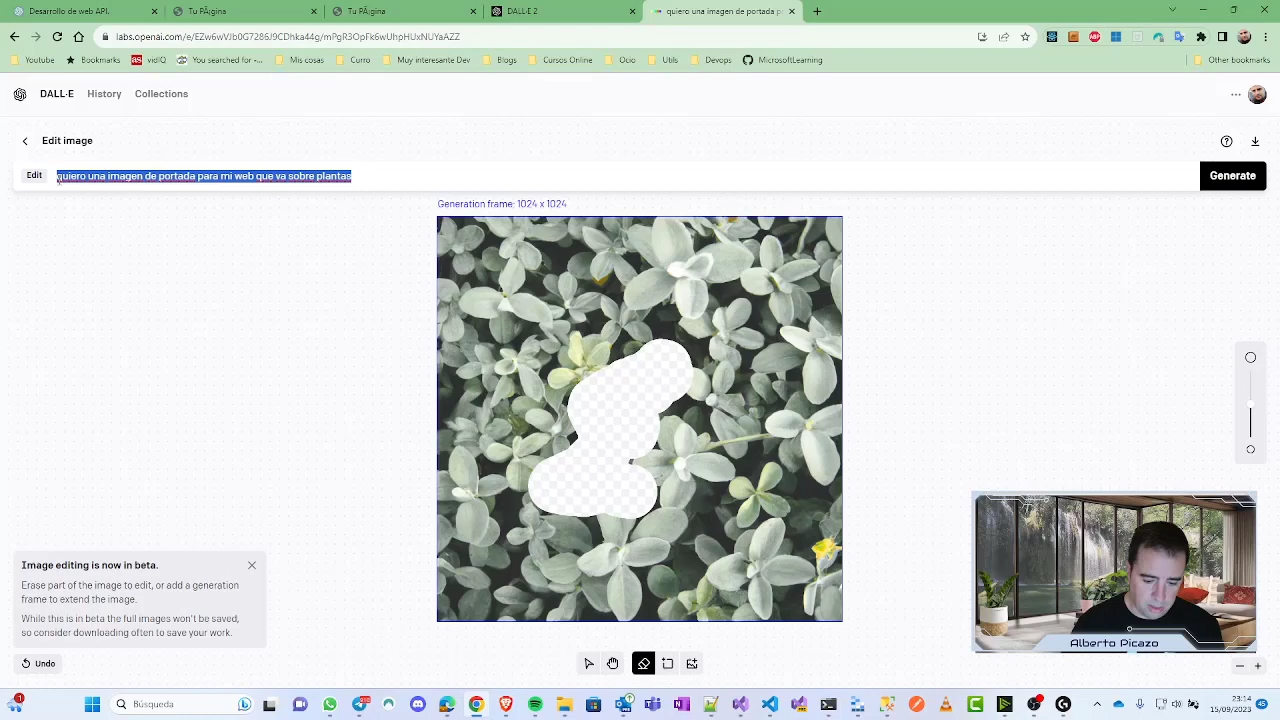 Desarrollo de web API.
Tu PÃ¡gina
Tu PÃ¡gina
DALL·E 2
quiero una imagen de portada p
labs.openai.com/e/EZw6wVJb0G7286J9CDhka44g/mPgR3OpFk6wUhpHUxNUYaAZZ
Youtube
Bookmarks
vidIQ
You searched for -...
Mis cosas
Curro
Muy interesante Dev
Blogs
Cursos Online
Ocio
Utils
Devops
MicrosoftLearning
Other bookmarks
DALL·E
History
Collections
Edit image
Edit
quiero una imagen de portada para mi web que va sobre plantas
Generate
Generation frame: 1024 x 1024
Image editing is now in beta.
Erase part of the image to edit, or add a generation
frame to extend the image.
While this is in beta the full images won't be saved,
so consider downloading often to save your work.
Undo
Alberto Picazo
Búsqueda
23:14
15/09/2023